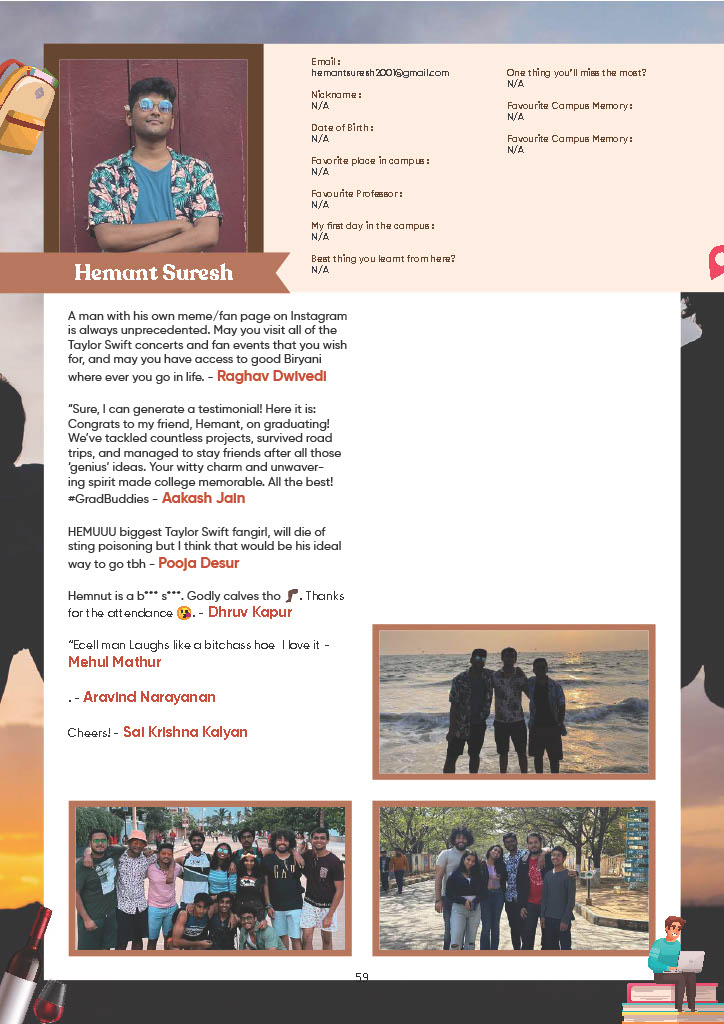 Email:
hemantsuresh2001@gmail.com
Nickname:
N/A
Date of Birth:
N/A
Favorite place in campus:
N/A
Favourite Professor:
N/A
My first day in the campus:
N/A
Best thing you learnt from here?
N/A
One thing you'll miss the most?
N/A
Favourite Campus Memory:
N/A
Favourite Campus Memory:
N/A
Hemant Suresh
A man with his own meme/fan page on Instagram
is always unprecedented. May you visit all of the
Taylor Swift concerts and fan events that you wish
for, and may you have access to good Biryani
where ever you go in life. - Raghav Dwivedi
"Sure, I can generate a testimonial! Here it is:
Congrats to my friend, Hemant, on graduating!
We've tackled countless projects, survived road
trips, and managed to stay friends after all those
'genius' ideas. Your witty charm and unwaver-
ing spirit made college memorable. All the best!
#GradBuddies - Aakash Jain
HEMUUU biggest Taylor Swift fangirl, will die of
sting poisoning but I think that would be his ideal
way to go tbh - Pooja Desur
Hemnut is a b*** s***. Godly calves tho 🦵🏿. Thanks
for the attendance 😘. - Dhruv Kapur
"Ecell man Laughs like a bitchass hoe I love it -
Mehul Mathur
. - Aravind Narayanan
Cheers! - Sai Krishna Kalyan
GAP
59